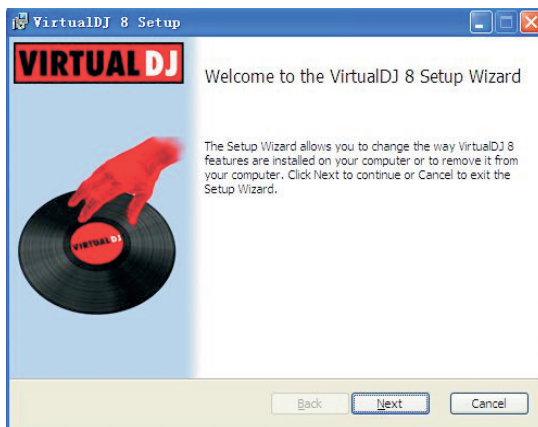 VirtualDJ 8 Setup
VIRTUAL DJ
Welcome to the VirtualDJ 8 Setup Wizard
The Setup Wizard allows you to change the way VirtualDJ 8
features are installed on your computer or to remove it from
your computer. Click Next to continue or Cancel to exit the
Setup Wizard.
VIRTUAL DJ
Back
Next
Cancel